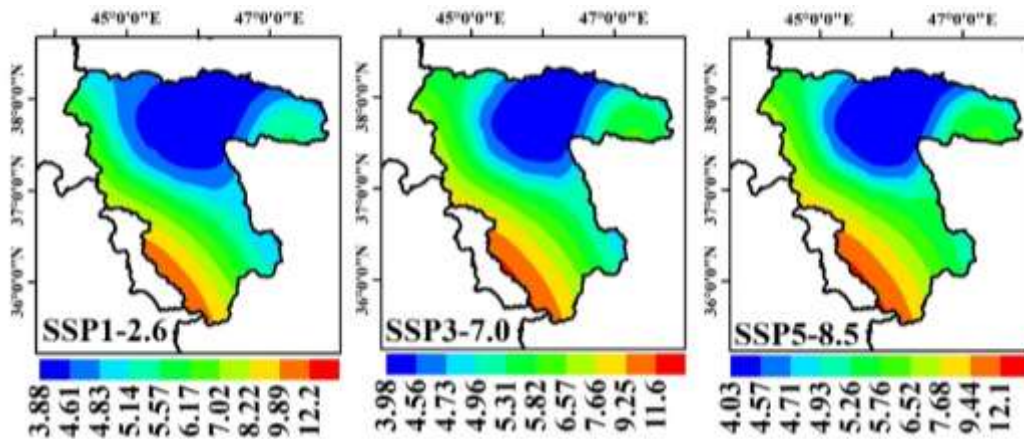 45°0'0"E 47°0'0"E
38°0'0"N
37°0'0"N
36°0'0"N
SSP1-2.6
3.88 4.61 4.83 5.14 5.57 6.17 7.02 8.22 9.89 12.2
45°0'0"E 47°0'0"E
38°0'0"N
37°0'0"N
36°0'0"N
SSP3-7.0
3.98 4.56 4.73 4.96 5.31 5.82 6.57 7.66 9.25 11.6
45°0'0"E 47°0'0"E
38°0'0"N
37°0'0"N
36°0'0"N
SSP5-8.5
4.03 4.57 4.71 4.93 5.26 5.76 6.52 7.68 9.44 12.1